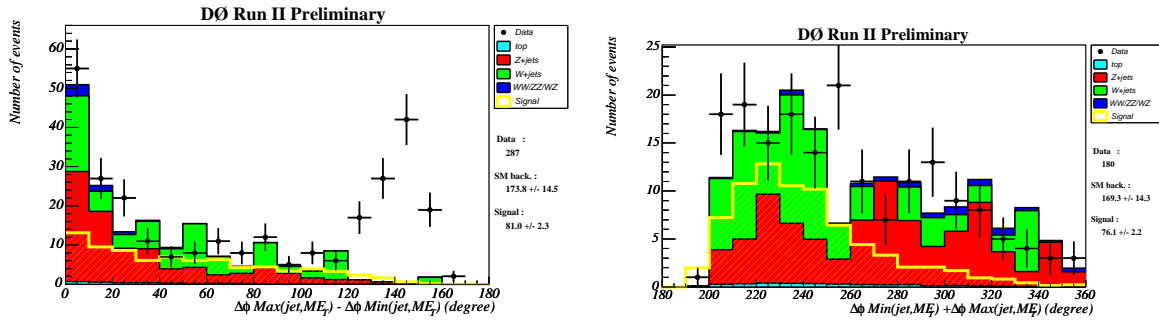 DØ Run II Preliminary
Number of events
60
50
40
30
20
10
0
0 20 40 60 80 100 120 140 160 180
Δϕ Max(jet,ME_T) - Δϕ Min(jet,ME_T) (degree)
Data
top
Z+jets
W+jets
WW/ZZ/WZ
Signal
Data :
287
SM back. :
173.8 +/- 14.5
Signal :
81.0 +/- 2.3
DØ Run II Preliminary
Number of events
25
20
15
10
5
0
180 200 220 240 260 280 300 320 340 360
Δϕ Min(jet,ME_T) +Δϕ Max(jet,ME_T) (degree)
Data
top
Z+jets
W+jets
WW/ZZ/WZ
Signal
Data :
180
SM back. :
169.3 +/- 14.3
Signal :
76.1 +/- 2.2